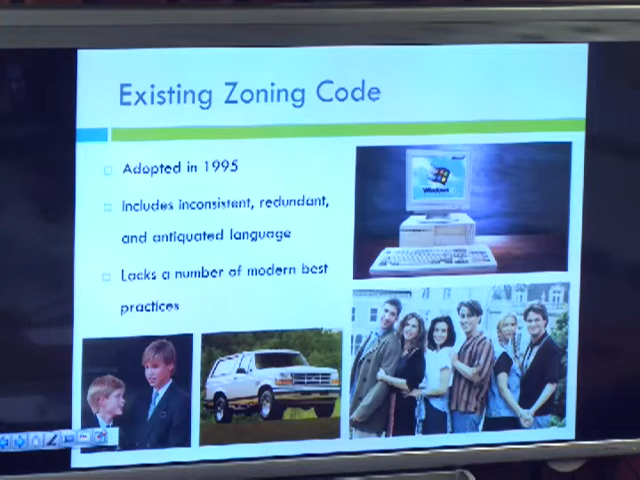 Existing Zoning Code
Adopted in 1995
Includes inconsistent, redundant,
and antiquated language
Lacks a number of modern best
practices
Windows